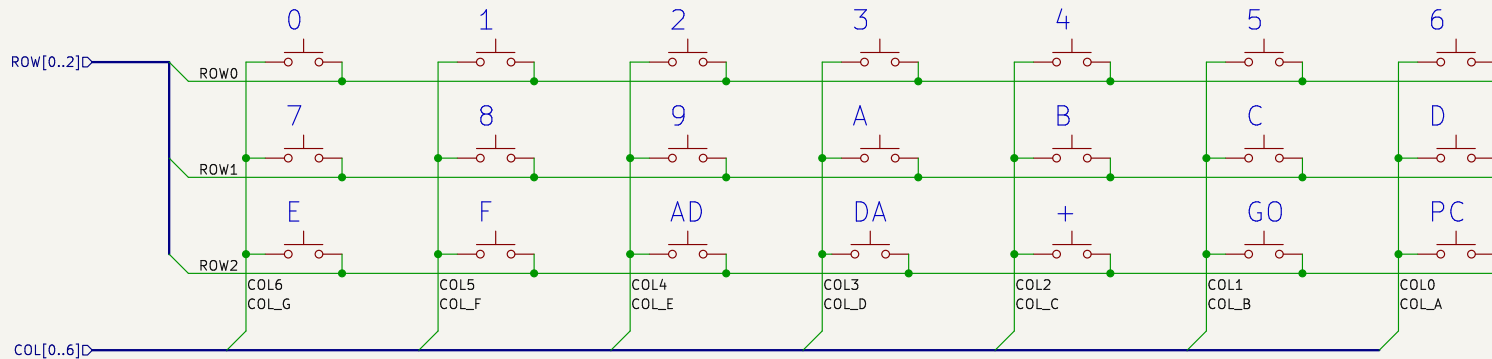 0 1 2 3 4 5 6
ROW[0..2]
ROW0
7 8 9 A B C D
ROW1
E F AD DA + GO PC
ROW2
COL6 COL5 COL4 COL3 COL2 COL1 COL0
COL_G COL_F COL_E COL_D COL_C COL_B COL_A
COL[0..6]